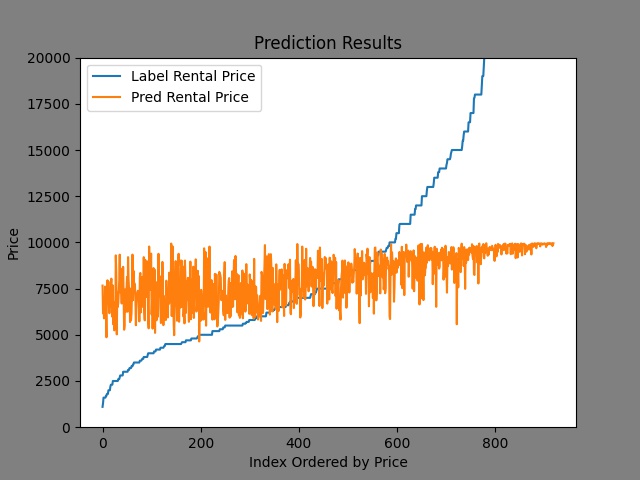 Prediction Results
Label Rental Price
Pred Rental Price
20000
17500
15000
12500
10000
7500
5000
2500
0
Price
0 200 400 600 800
Index Ordered by Price